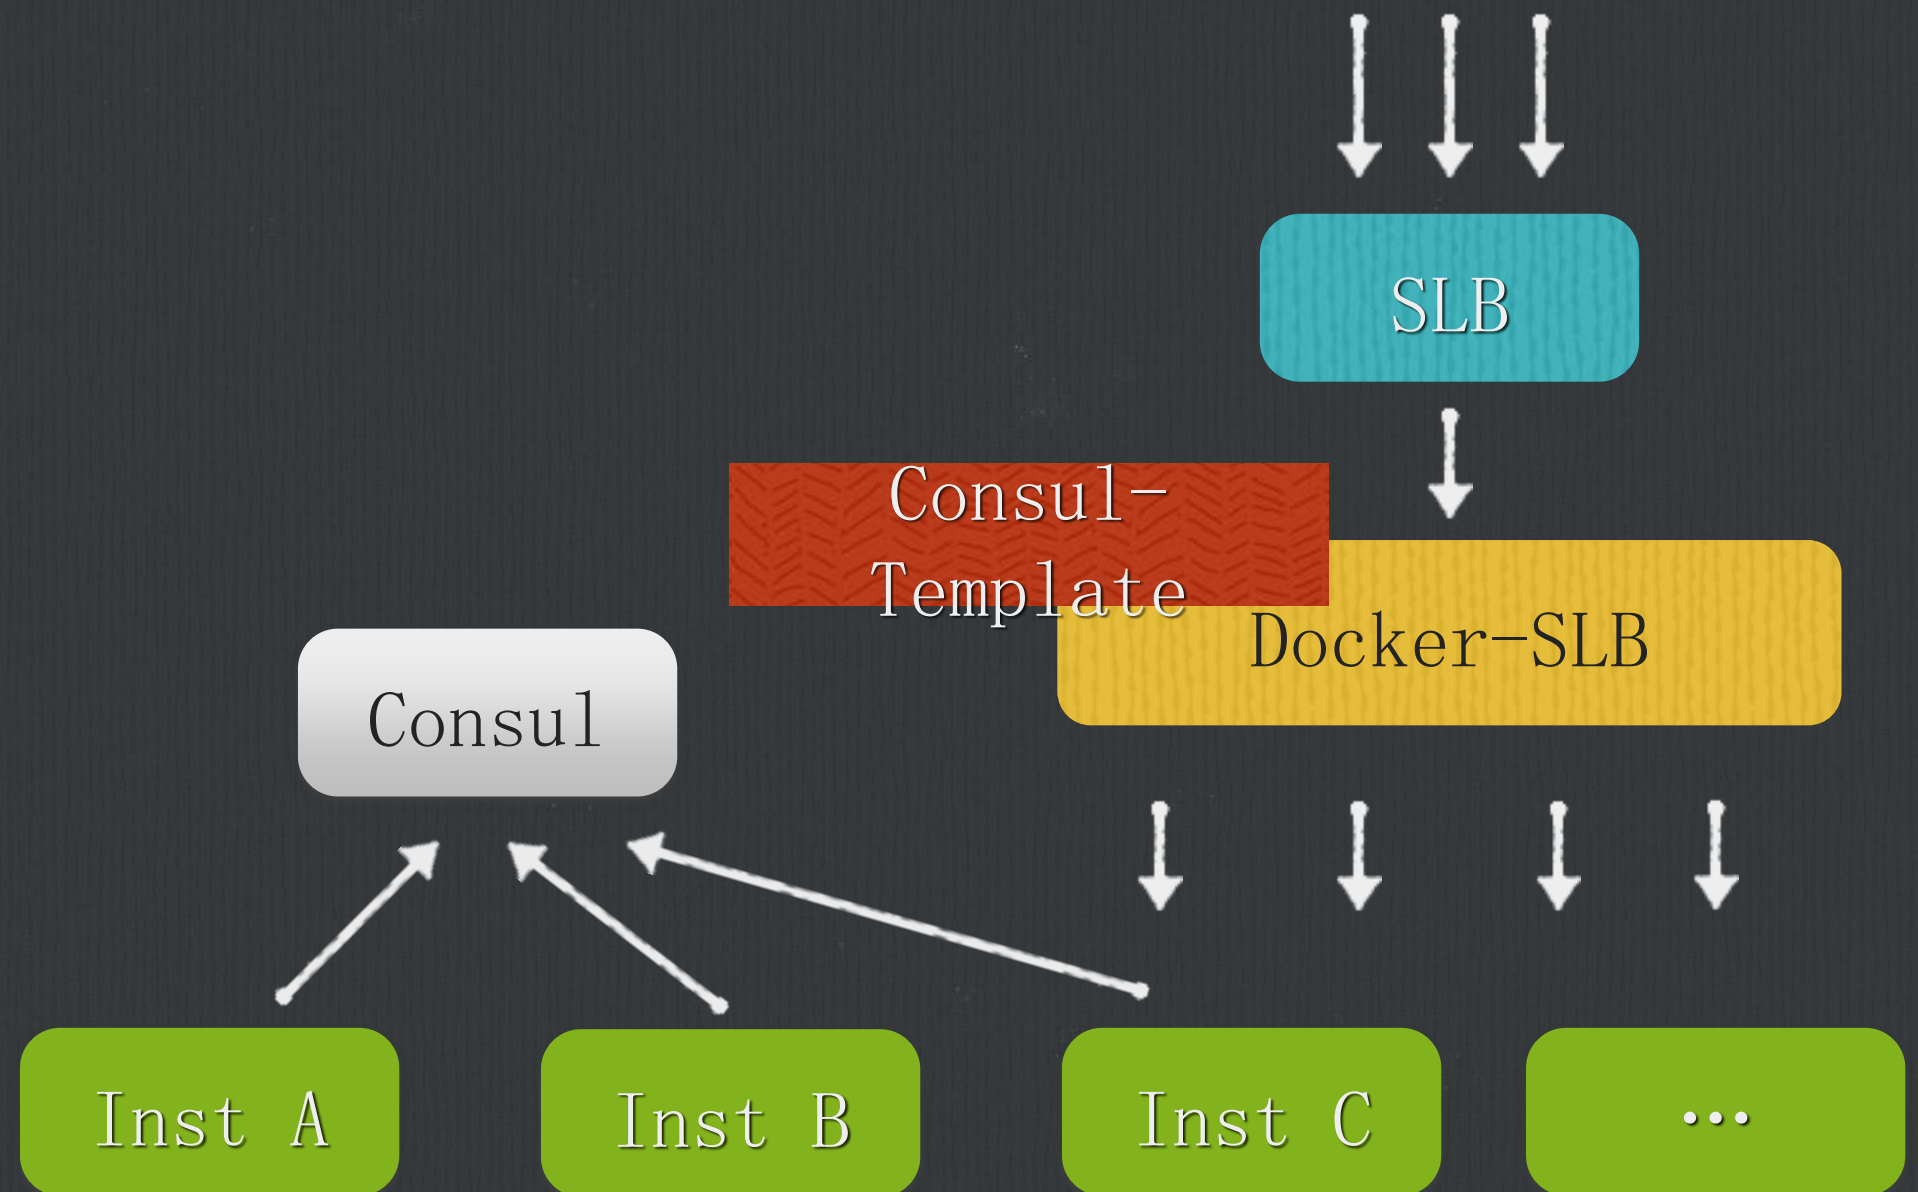 SLB
Consul-
Template
Docker-SLB
Consul
Inst A
Inst B
Inst C
…